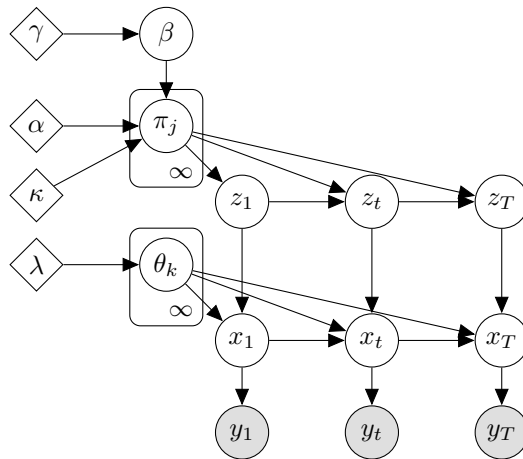 γ β
α π_j
∞
κ z_1 z_t z_T
λ θ_k
∞
x_1 x_t x_T
y_1 y_t y_T